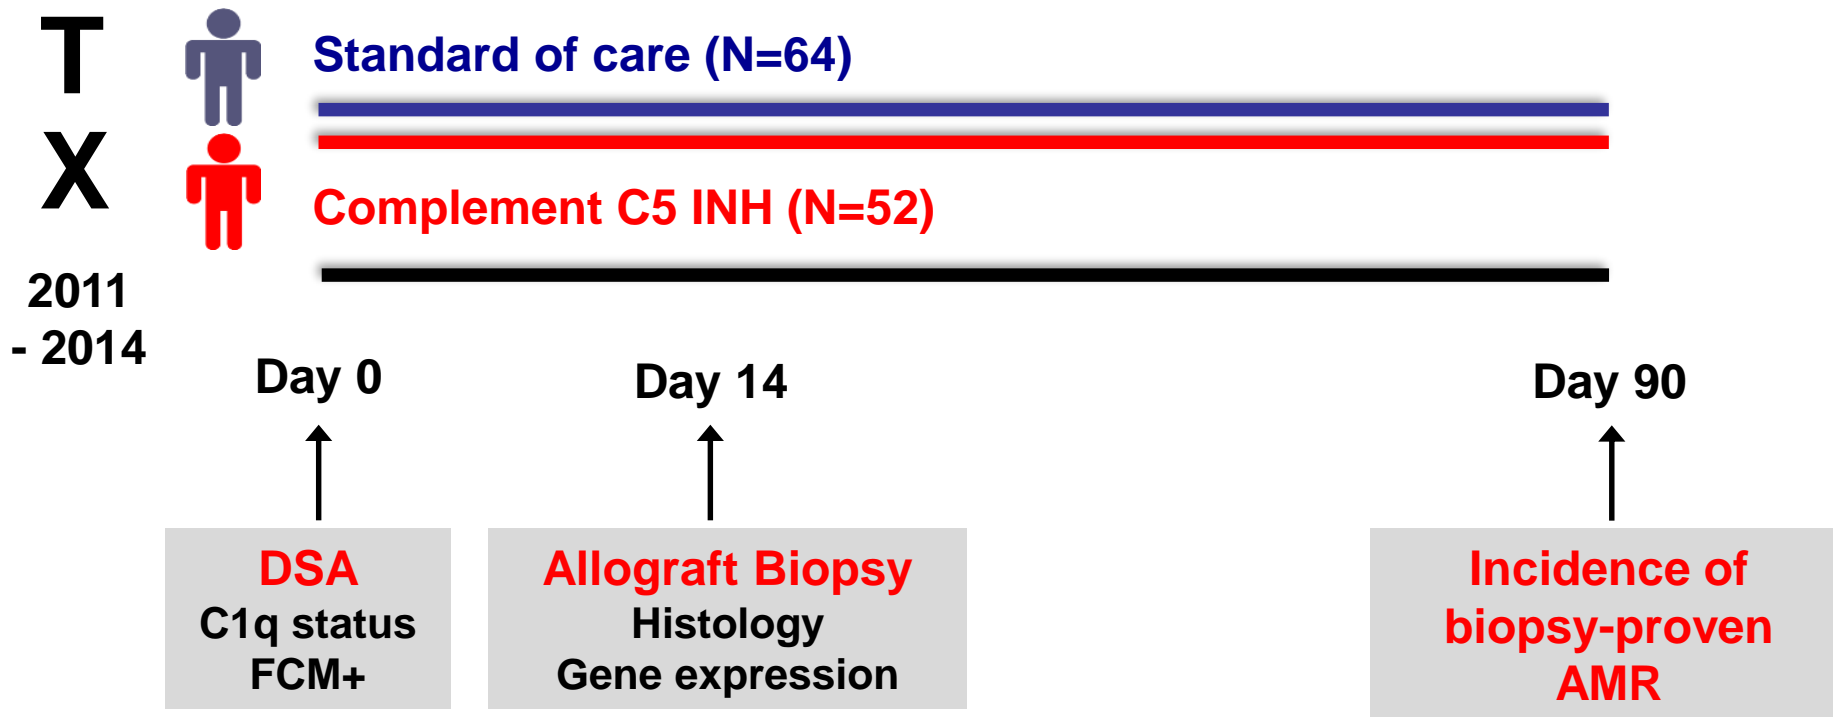 T
X
2011
- 2014
Standard of care (N=64)
Complement C5 INH (N=52)
Day 0
Day 14
Day 90
DSA
C1q status
FCM+
Allograft Biopsy
Histology
Gene expression
Incidence of
biopsy-proven
AMR